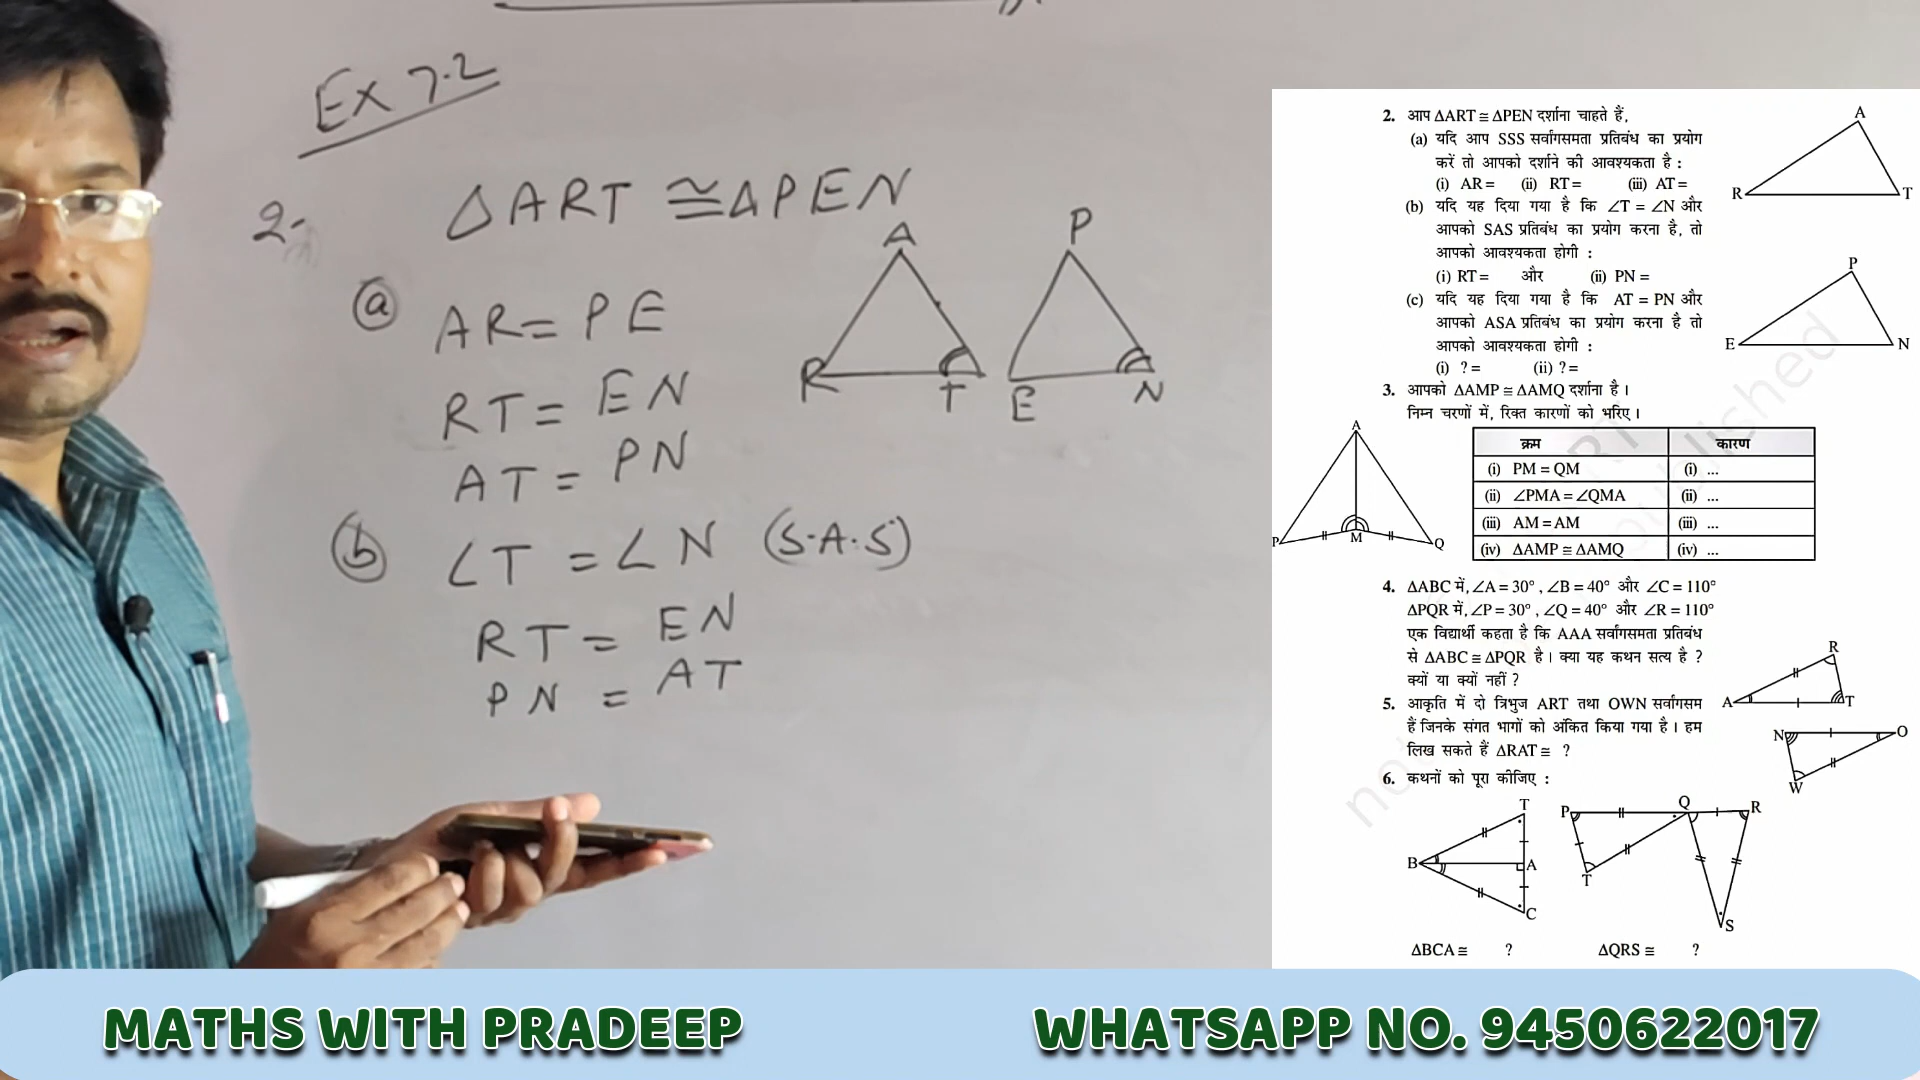 Ex 7.2
2. △ART ≅ △PEN
A
P
R
T
E
N
ⓐ AR = PE
RT = EN
AT = PN
ⓑ ∠T = ∠N (S.A.S)
RT = EN
PN = AT
2. आप ΔART ≅ ΔPEN दर्शाना चाहते हैं,
(a) यदि आप SSS सर्वांगसमता प्रतिबंध का प्रयोग
करें तो आपको दर्शाने की आवश्यकता है :
(i) AR = (ii) RT = (iii) AT =
(b) यदि यह दिया गया है कि ∠T = ∠N और
आपको SAS प्रतिबंध का प्रयोग करना है, तो
आपको आवश्यकता होगी :
(i) RT = और (ii) PN =
(c) यदि यह दिया गया है कि AT = PN और
आपको ASA प्रतिबंध का प्रयोग करना है तो
आपको आवश्यकता होगी :
(i) ? = (ii) ? =
A
R
T
P
E
N
3. आपको ΔAMP ≅ ΔAMQ दर्शाना है।
निम्न चरणों में, रिक्त कारणों को भरिए।
A
P
M
Q
क्रम कारण
(i) PM = QM (i) ...
(ii) ∠PMA = ∠QMA (ii) ...
(iii) AM = AM (iii) ...
(iv) ΔAMP ≅ ΔAMQ (iv) ...
4. ΔABC में, ∠A = 30° , ∠B = 40° और ∠C = 110°
ΔPQR में, ∠P = 30° , ∠Q = 40° और ∠R = 110°
एक विद्यार्थी कहता है कि AAA सर्वांगसमता प्रतिबंध
से ΔABC ≅ ΔPQR है। क्या यह कथन सत्य है ?
क्यों या क्यों नहीं ?
5. आकृति में दो त्रिभुज ART तथा OWN सर्वांगसम
हैं जिनके संगत भागों को अंकित किया गया है। हम
लिख सकते हैं ΔRAT ≅ ?
R
A
T
N
O
W
6. कथनों को पूरा कीजिए :
T
B
A
C
P
Q
R
T
S
ΔBCA ≅ ?
ΔQRS ≅ ?
MATHS WITH PRADEEP
WHATSAPP NO. 9450622017